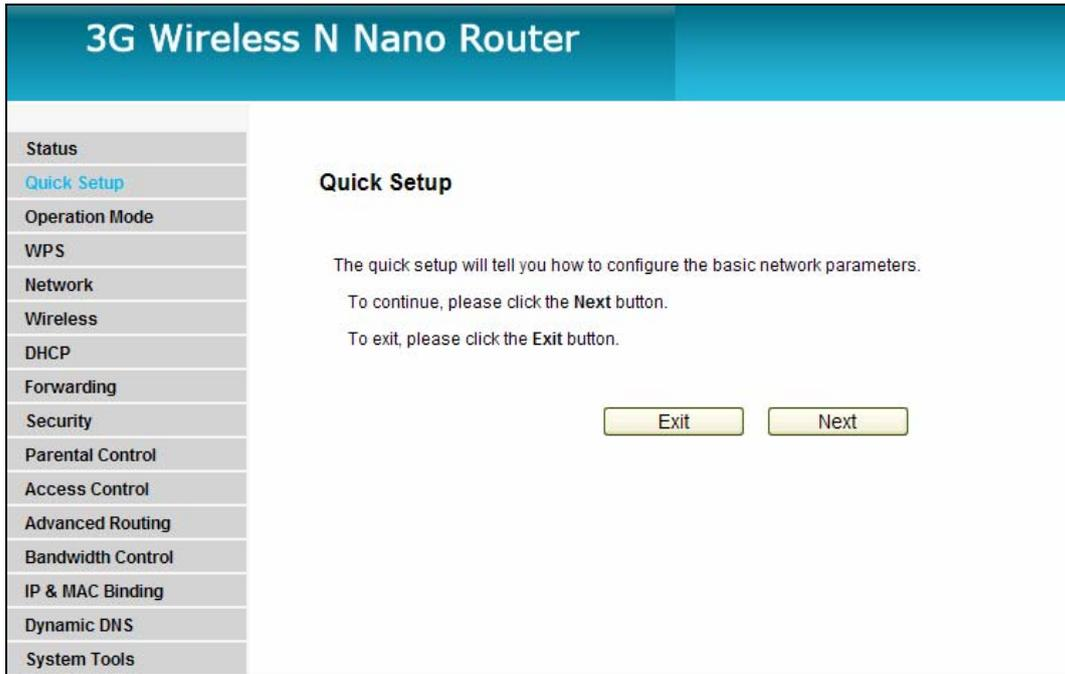 3G Wireless N Nano Router
Status
Quick Setup
Operation Mode
WPS
Network
Wireless
DHCP
Forwarding
Security
Parental Control
Access Control
Advanced Routing
Bandwidth Control
IP & MAC Binding
Dynamic DNS
System Tools
Quick Setup
The quick setup will tell you how to configure the basic network parameters.
To continue, please click the Next button.
To exit, please click the Exit button.
Exit Next